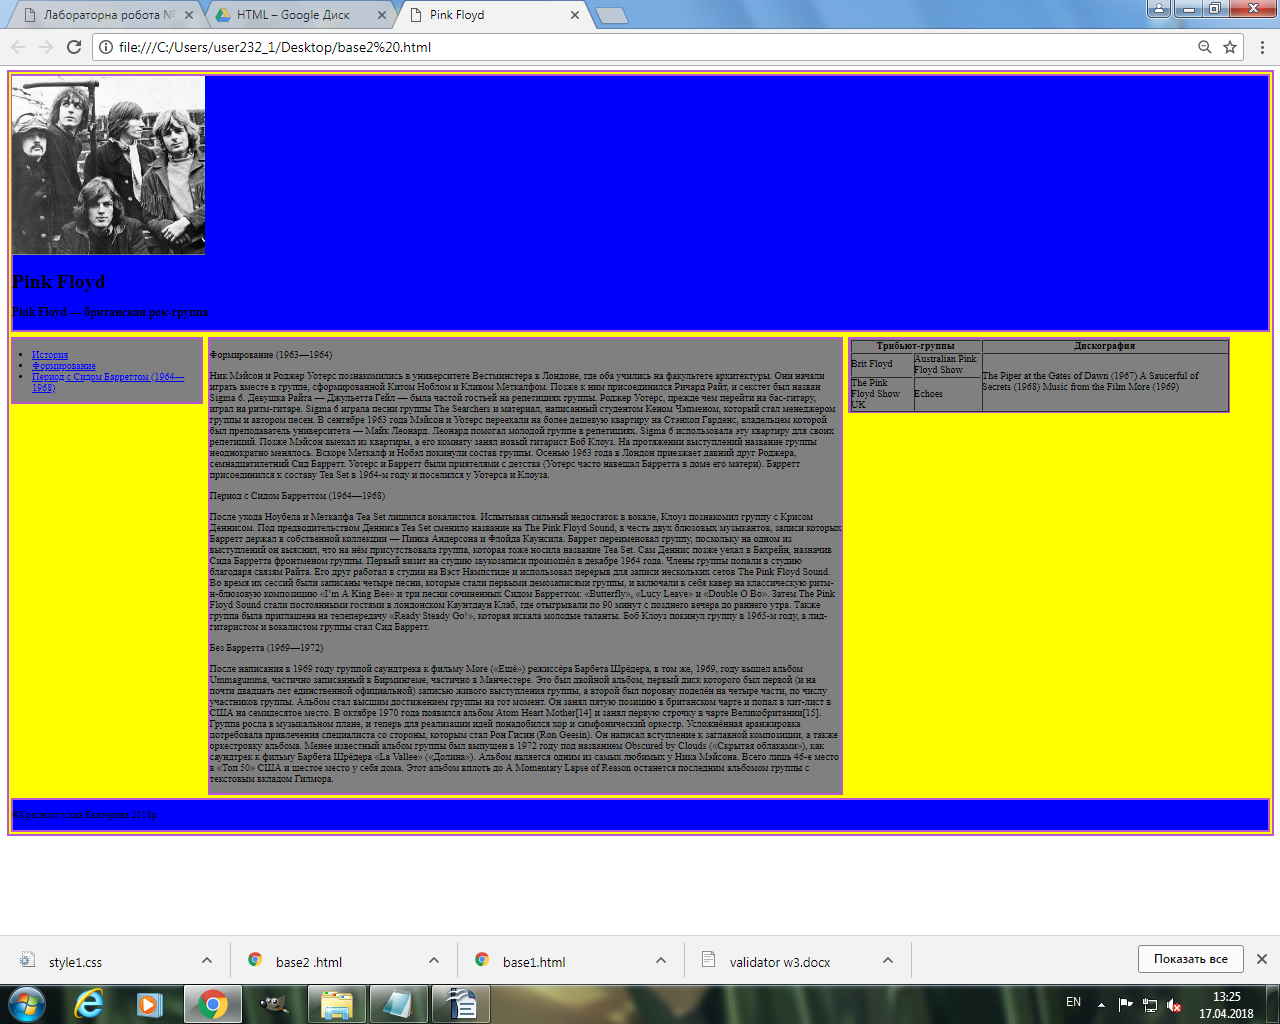 Лабораторна робота №
HTML – Google Диск
Pink Floyd
file:///C:/Users/user232_1/Desktop/base2%20.html
Pink Floyd
Pink Floyd — британская рок-группа
История
Формирование
Период с Сидом Барреттом (1964—
1968)
Формирование (1963—1964)
Ник Мэйсон и Роджер Уотерс познакомились в университете Вестминстера в Лондоне, где оба учились на факультете архитектуры. Они начали
играть вместе в группе, сформированной Китом Ноблом и Кливом Меткалфом. Позже к ним присоединился Ричард Райт, и секстет был назван
Sigma 6. Девушка Райта — Джульетта Гейл — была частой гостьей на репетициях группы. Роджер Уотерс, прежде чем перейти на бас-гитару,
играл на ритм-гитаре. Sigma 6 играла песни группы The Searchers и материал, написанный студентом Кеном Чэпменом, который стал менеджером
группы и автором песен. В сентябре 1963 года Мэйсон и Уотерс переехали на более дешевую квартиру на Стэнхоп Гарденс, владельцем которой
был преподаватель университета — Майк Леонард. Леонард помогал молодой группе в репетициях. Sigma 6 использовала эту квартиру для своих
репетиций. Позже Мэйсон выехал из квартиры, а его комнату занял новый гитарист Боб Клоуз. На протяжении выступлений название группы
неоднократно менялось. Вскоре Меткалф и Нобэл покинули состав группы. Осенью 1963 года в Лондон приезжает давний друг Роджера,
семнадцатилетний Сид Барретт. Уотерс и Барретт были приятелями с детства (Уотерс часто навещал Барретта в доме его матери). Барретт
присоединился к составу Tea Set в 1964-м году и поселился у Уотерса и Клоуза.
Период с Сидом Барреттом (1964—1968)
После ухода Ноубела и Меткалфа Tea Set лишился вокалистов. Испытывая сильный недостаток в вокале, Клоуз познакомил группу с Крисом
Деннисом. Под предводительством Денниса Tea Set сменило название на The Pink Floyd Sound, в честь двух блюзовых музыкантов, записи которых
Барретт держал в собственной коллекции — Пинка Андерсона и Флойда Каунсила. Баррет переименовал группу, поскольку на одном из
выступлений он выяснил, что на нём присутствовала группа, которая тоже носила название Tea Set. Сам Деннис позже уехал в Бахрейн, назначив
Сида Барретта фронтменом группы. Первый визит на студию звукозаписи произошёл в декабре 1964 года. Члены группы попали в студию
благодаря связям Райта. Его друг работал в студии на Вэст Нампстиде и использовал перерыв для записи нескольких сетов The Pink Floyd Sound.
Во время их сессий были записаны четыре песни, которые стали первыми демозаписями группы, и включали в себя кавер на классическую ритм-
н-блюзовую композицию «I'm A King Bee» и три песни сочиненных Сидом Барреттом: «Butterfly», «Lucy Leave» и «Double O Bo». Затем The Pink
Floyd Sound стали постоянными гостями в лондонском Каунтдаун Клаб, где отыгрывали по 90 минут с позднего вечера до раннего утра. Также
группа была приглашена на телепередачу «Ready Steady Go!», которая искала молодые таланты. Боб Клоуз покинул группу в 1965-м году, а лид-
гитаристом и вокалистом группы стал Сид Барретт.
Без Барретта (1969—1972)
После написания в 1969 году группой саундтрека к фильму More («Ещё») режиссёра Барбета Шрёдера, в том же, 1969, году вышел альбом
Ummagumma, частично записанный в Бирмингеме, частично в Манчестере. Это был двойной альбом, первый диск которого был первой (и на
почти двадцать лет единственной официальной) записью живого выступления группы, а второй был поровну поделён на четыре части, по числу
участников группы. Альбом стал высшим достижением группы на тот момент. Он занял пятую позицию в британском чарте и попал в хит-лист в
США на семидесятое место. В октябре 1970 года появился альбом Atom Heart Mother[14] и занял первую строчку в чарте Великобритании[15].
Группа росла в музыкальном плане, и теперь для реализации идей понадобился хор и симфонический оркестр. Усложнённая аранжировка
потребовала привлечения специалиста со стороны, которым стал Рон Гисин (Ron Geesin). Он написал вступление к заглавной композиции, а также
оркестровку альбома. Менее известный альбом группы был выпущен в 1972 году под названием Obscured by Clouds («Скрытая облаками»), как
саундтрек к фильму Барбета Шрёдера «La Vallee» («Долина»). Альбом является одним из самых любимых у Ника Мэйсона. Всего лишь 46-е место
в «Топ 50» США и шестое место у себя дома. Этот альбом вплоть до A Momentary Lapse of Reason останется последним альбомом группы с
текстовым вкладом Гилмора.
Трибьют-группы Дискография
Brit Floyd Australian Pink Floyd Show The Piper at the Gates of Dawn (1967) A Saucerful of
Secrets (1968) Music from the Film More (1969)
The Pink Floyd Show UK Echoes
style1.css
base2 .html
base1.html
validator w3.docx
Показать все
EN
13:25
17.04.2018